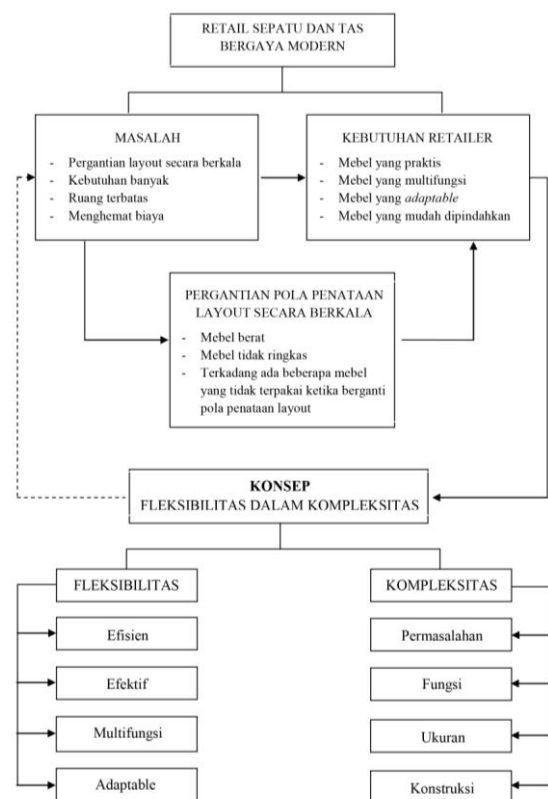 RETAIL SEPATU DAN TAS
BERGAYA MODERN
MASALAH
- Pergantian layout secara berkala
- Kebutuhan banyak
- Ruang terbatas
- Menghemat biaya
KEBUTUHAN RETAILER
- Mebel yang praktis
- Mebel yang multifungsi
- Mebel yang adaptable
- Mebel yang mudah dipindahkan
PERGANTIAN POLA PENATAAN
LAYOUT SECARA BERKALA
- Mebel berat
- Mebel tidak ringkas
- Terkadang ada beberapa mebel
yang tidak terpakai ketika berganti
pola penataan layout
KONSEP
FLEKSIBILITAS DALAM KOMPLEKSITAS
FLEKSIBILITAS
Efisien
Efektif
Multifungsi
Adaptable
KOMPLEKSITAS
Permasalahan
Fungsi
Ukuran
Konstruksi